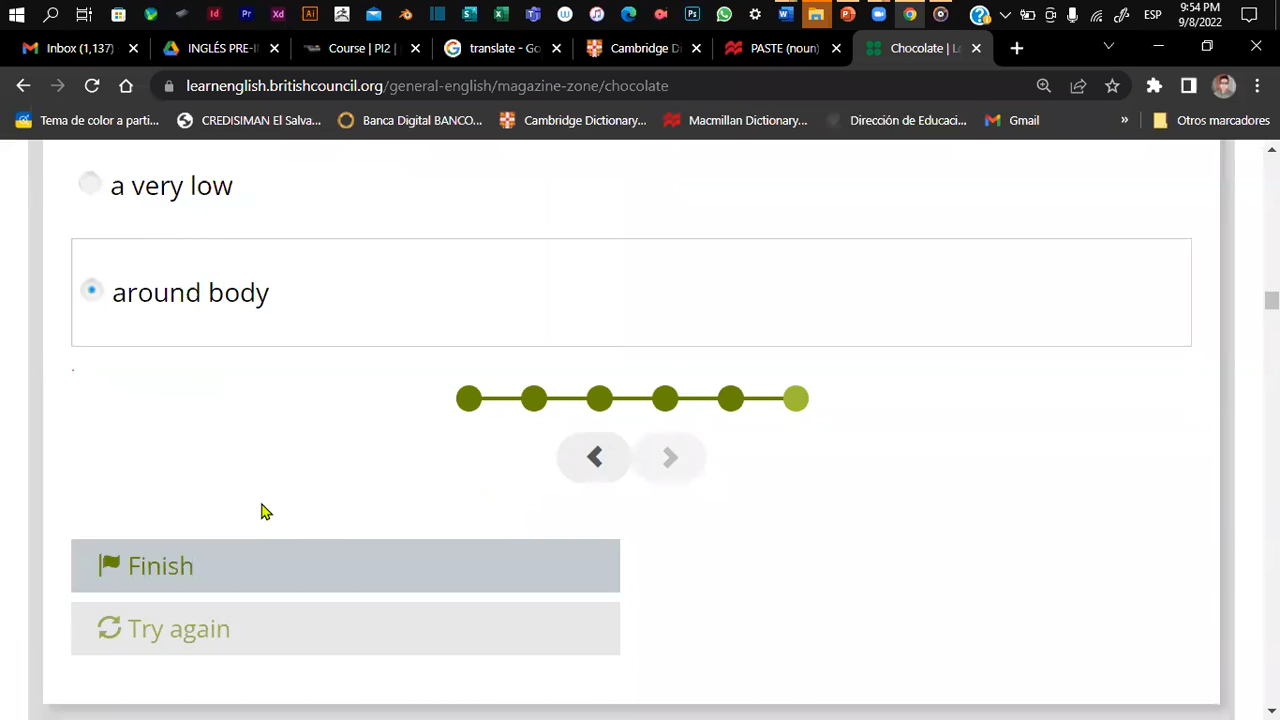 9:54 PM
ESP
9/8/2022
Inbox (1,137)
INGLÉS PRE-I
Course | PI2 |
translate - Go
Cambridge D
PASTE (noun)
Chocolate | Le
learnenglish.britishcouncil.org/general-english/magazine-zone/chocolate
Tema de color a parti...
CREDISIMAN El Salva...
Banca Digital BANCO...
Cambridge Dictionary...
Macmillan Dictionary...
Dirección de Educaci...
Gmail
»
Otros marcadores
a very low
around body
.
Finish
Try again